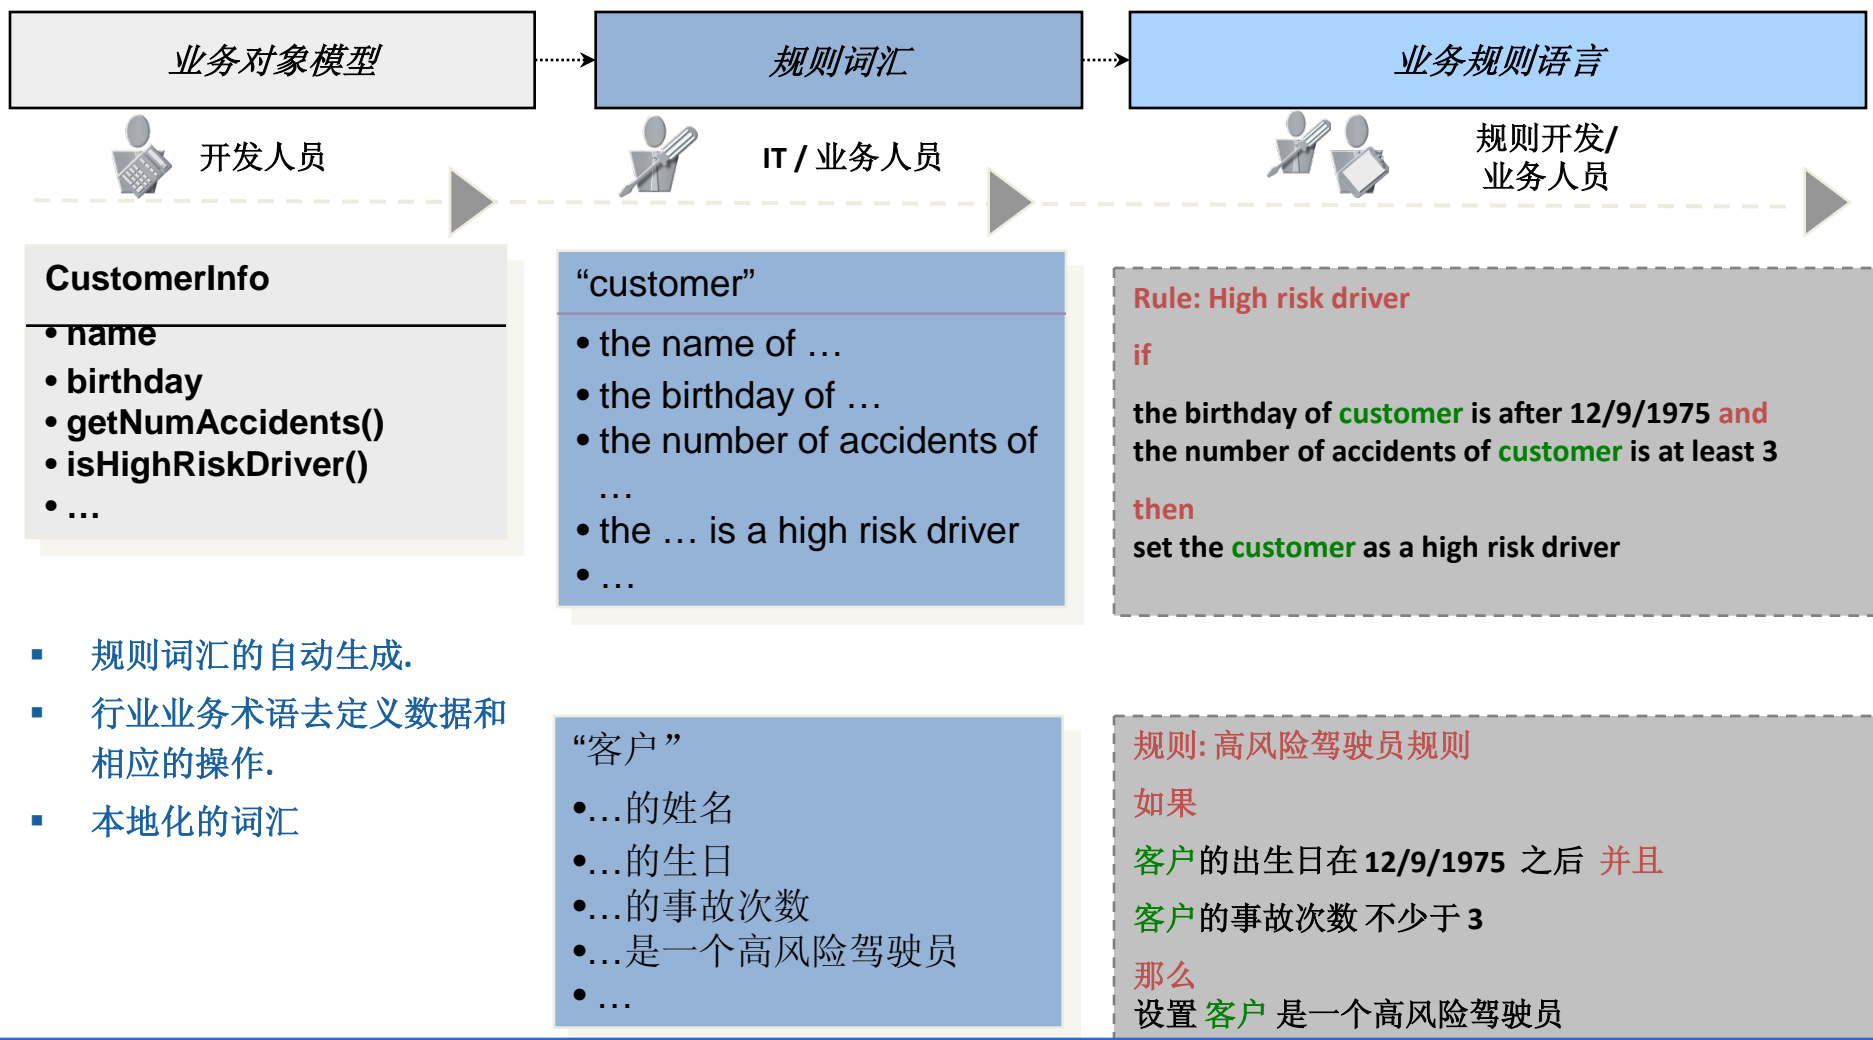 业务对象模型
规则词汇
业务规则语言
开发人员
IT / 业务人员
规则开发/
业务人员
CustomerInfo
• name
• birthday
• getNumAccidents()
• isHighRiskDriver()
• …
“customer”
• the name of …
• the birthday of …
• the number of accidents of
…
• the … is a high risk driver
• …
Rule: High risk driver
if
the birthday of customer is after 12/9/1975 and
the number of accidents of customer is at least 3
then
set the customer as a high risk driver
▪ 规则词汇的自动生成.
▪ 行业业务术语去定义数据和
相应的操作.
▪ 本地化的词汇
“客户”
•…的姓名
•…的生日
•…的事故次数
•…是一个高风险驾驶员
• …
规则: 高风险驾驶员规则
如果
客户的出生日在 12/9/1975 之后 并且
客户的事故次数 不少于 3
那么
设置 客户 是一个高风险驾驶员